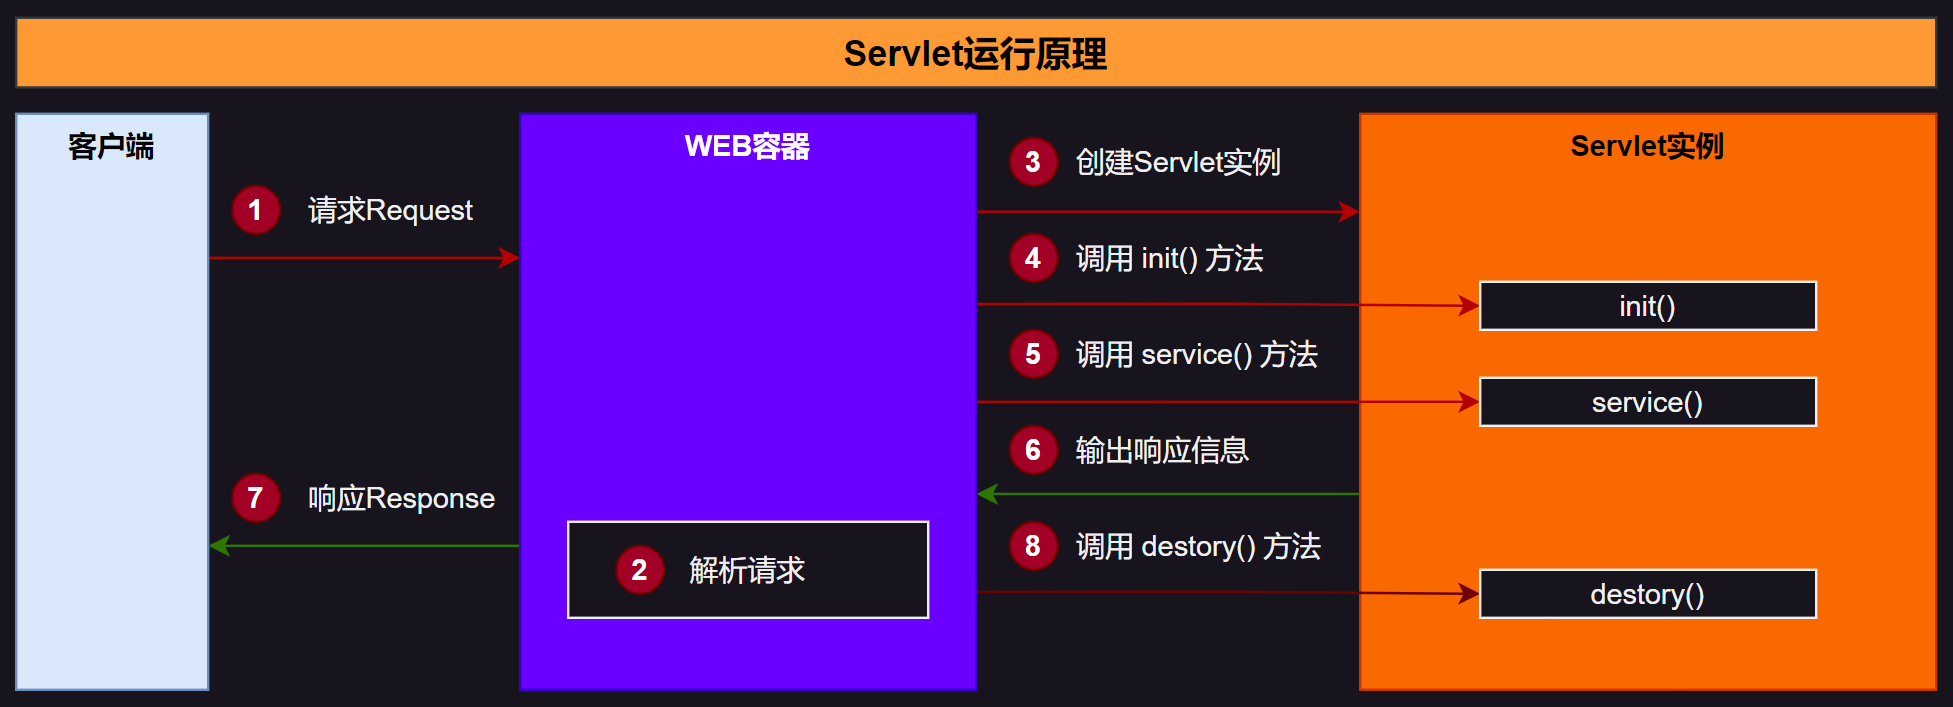 Servlet运行原理
客户端
WEB容器
Servlet实例
1 请求Request
2 解析请求
3 创建Servlet实例
4 调用 init() 方法
init()
5 调用 service() 方法
service()
6 输出响应信息
7 响应Response
8 调用 destory() 方法
destory()